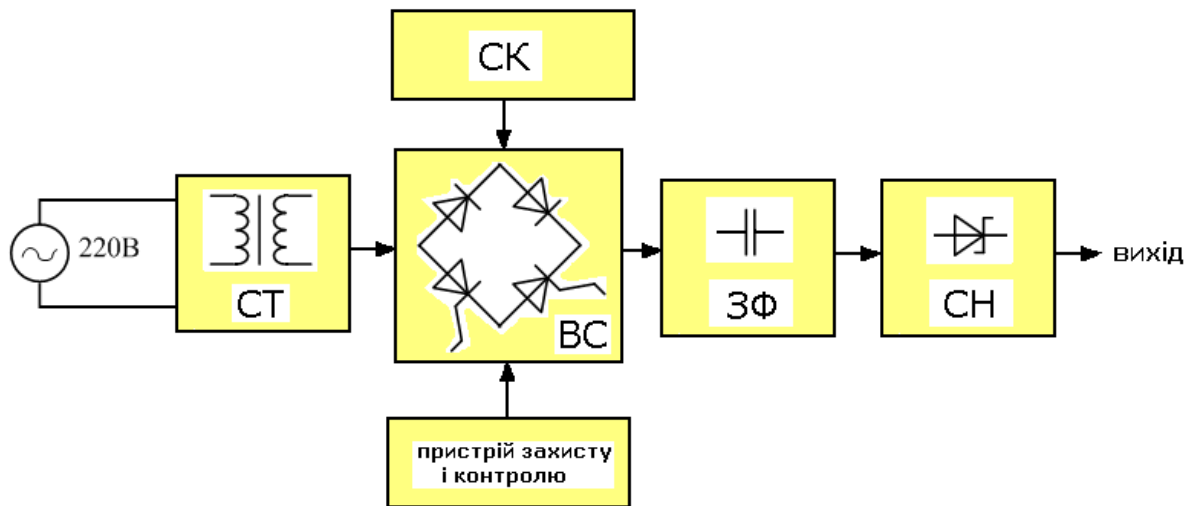 СК
220В
СТ
ВС
ЗФ
СН
вихід
пристрій захисту
і контролю